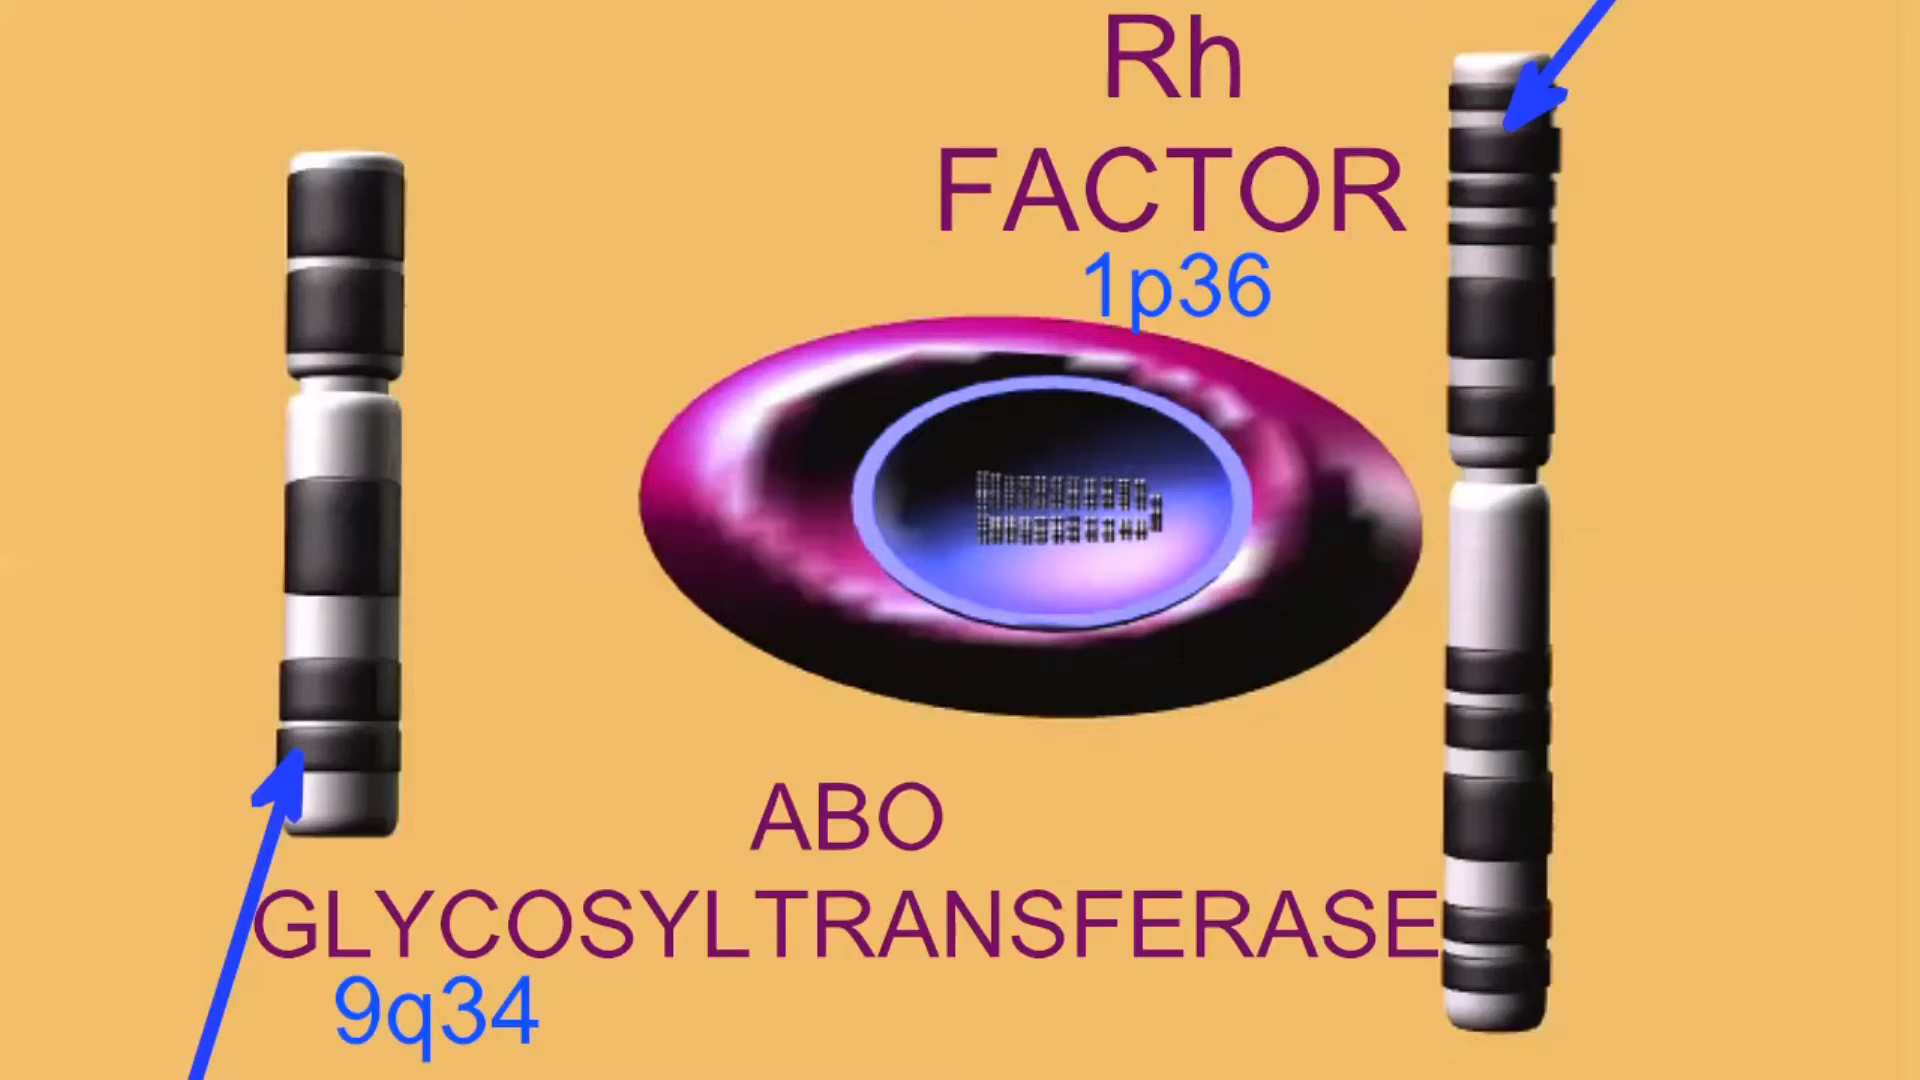 Rh
FACTOR
1p36
ABO
GLYCOSYLTRANSFERASE
9q34